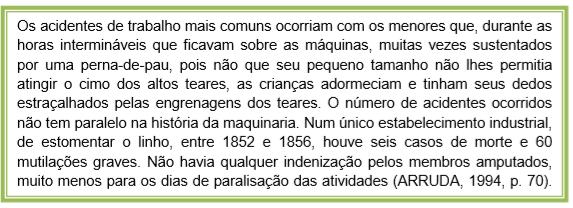 Os acidentes de trabalho mais comuns ocorriam com os menores que, durante as
horas intermináveis que ficavam sobre as máquinas, muitas vezes sustentados
por uma perna-de-pau, pois não que seu pequeno tamanho não lhes permitia
atingir o cimo dos altos teares, as crianças adormeciam e tinham seus dedos
estraçalhados pelas engrenagens dos teares. O número de acidentes ocorridos
não tem paralelo na história da maquinaria. Num único estabelecimento industrial,
de estomentar o linho, entre 1852 e 1856, houve seis casos de morte e 60
mutilações graves. Não havia qualquer indenização pelos membros amputados,
muito menos para os dias de paralisação das atividades (ARRUDA, 1994, p. 70).